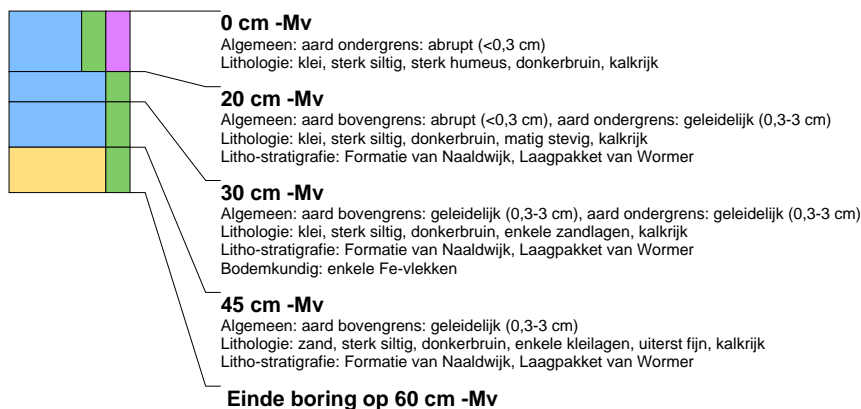 0 cm -Mv
Algemeen: aard ondergrens: abrupt (<0,3 cm)
Lithologie: klei, sterk siltig, sterk humeus, donkerbruin, kalkrijk
20 cm -Mv
Algemeen: aard bovengrens: abrupt (<0,3 cm), aard ondergrens: geleidelijk (0,3-3 cm)
Lithologie: klei, sterk siltig, donkerbruin, matig stevig, kalkrijk
Litho-stratigrafie: Formatie van Naaldwijk, Laagpakket van Wormer
30 cm -Mv
Algemeen: aard bovengrens: geleidelijk (0,3-3 cm), aard ondergrens: geleidelijk (0,3-3 cm)
Lithologie: klei, sterk siltig, donkerbruin, enkele zandlagen, kalkrijk
Litho-stratigrafie: Formatie van Naaldwijk, Laagpakket van Wormer
Bodemkundig: enkele Fe-vlekken
45 cm -Mv
Algemeen: aard bovengrens: geleidelijk (0,3-3 cm)
Lithologie: zand, sterk siltig, donkerbruin, enkele kleilagen, uiterst fijn, kalkrijk
Litho-stratigrafie: Formatie van Naaldwijk, Laagpakket van Wormer
Einde boring op 60 cm -Mv